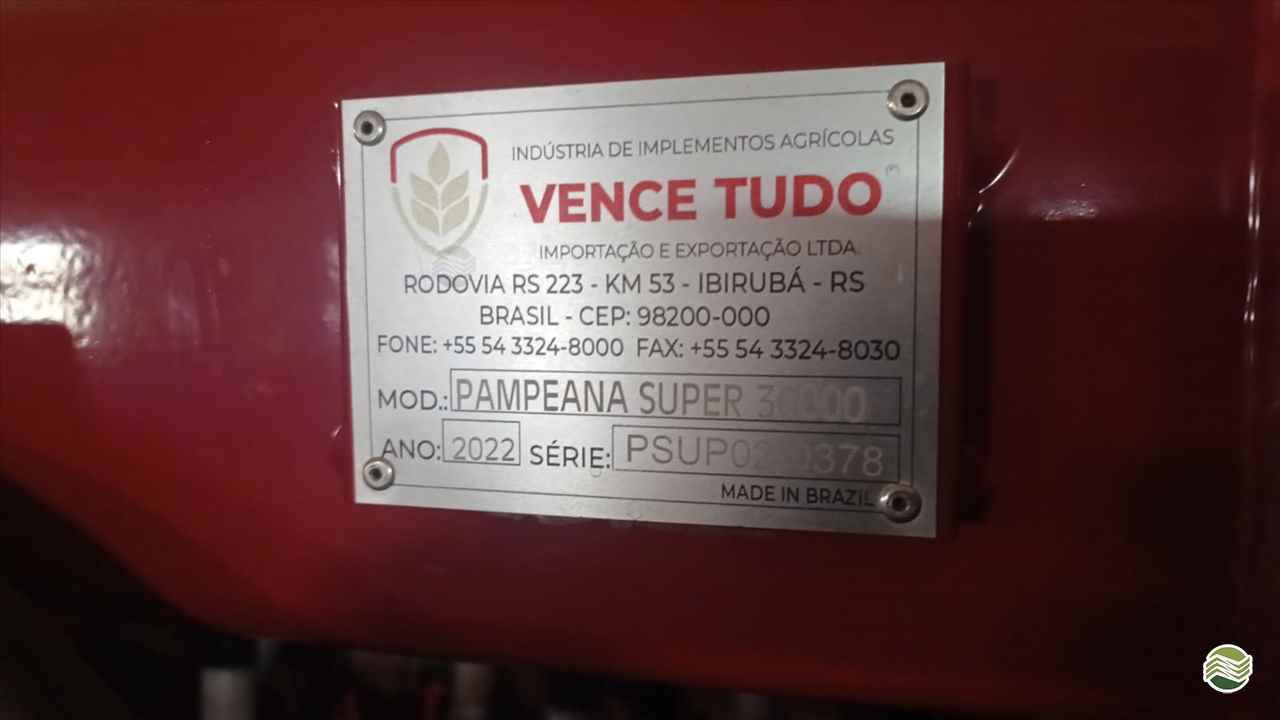 INDÚSTRIA DE IMPLEMENTOS AGRÍCOLAS
VENCE TUDO
IMPORTAÇÃO E EXPORTAÇÃO LTDA.
RODOVIA RS 223 - KM 53 - IBIRUBÁ - RS
BRASIL - CEP: 98200-000
FONE: +55 54 3324-8000 FAX: +55 54 3324-8030
MOD.: PAMPEANA SUPER
ANO: 2022 SÉRIE:
MADE IN BRAZIL